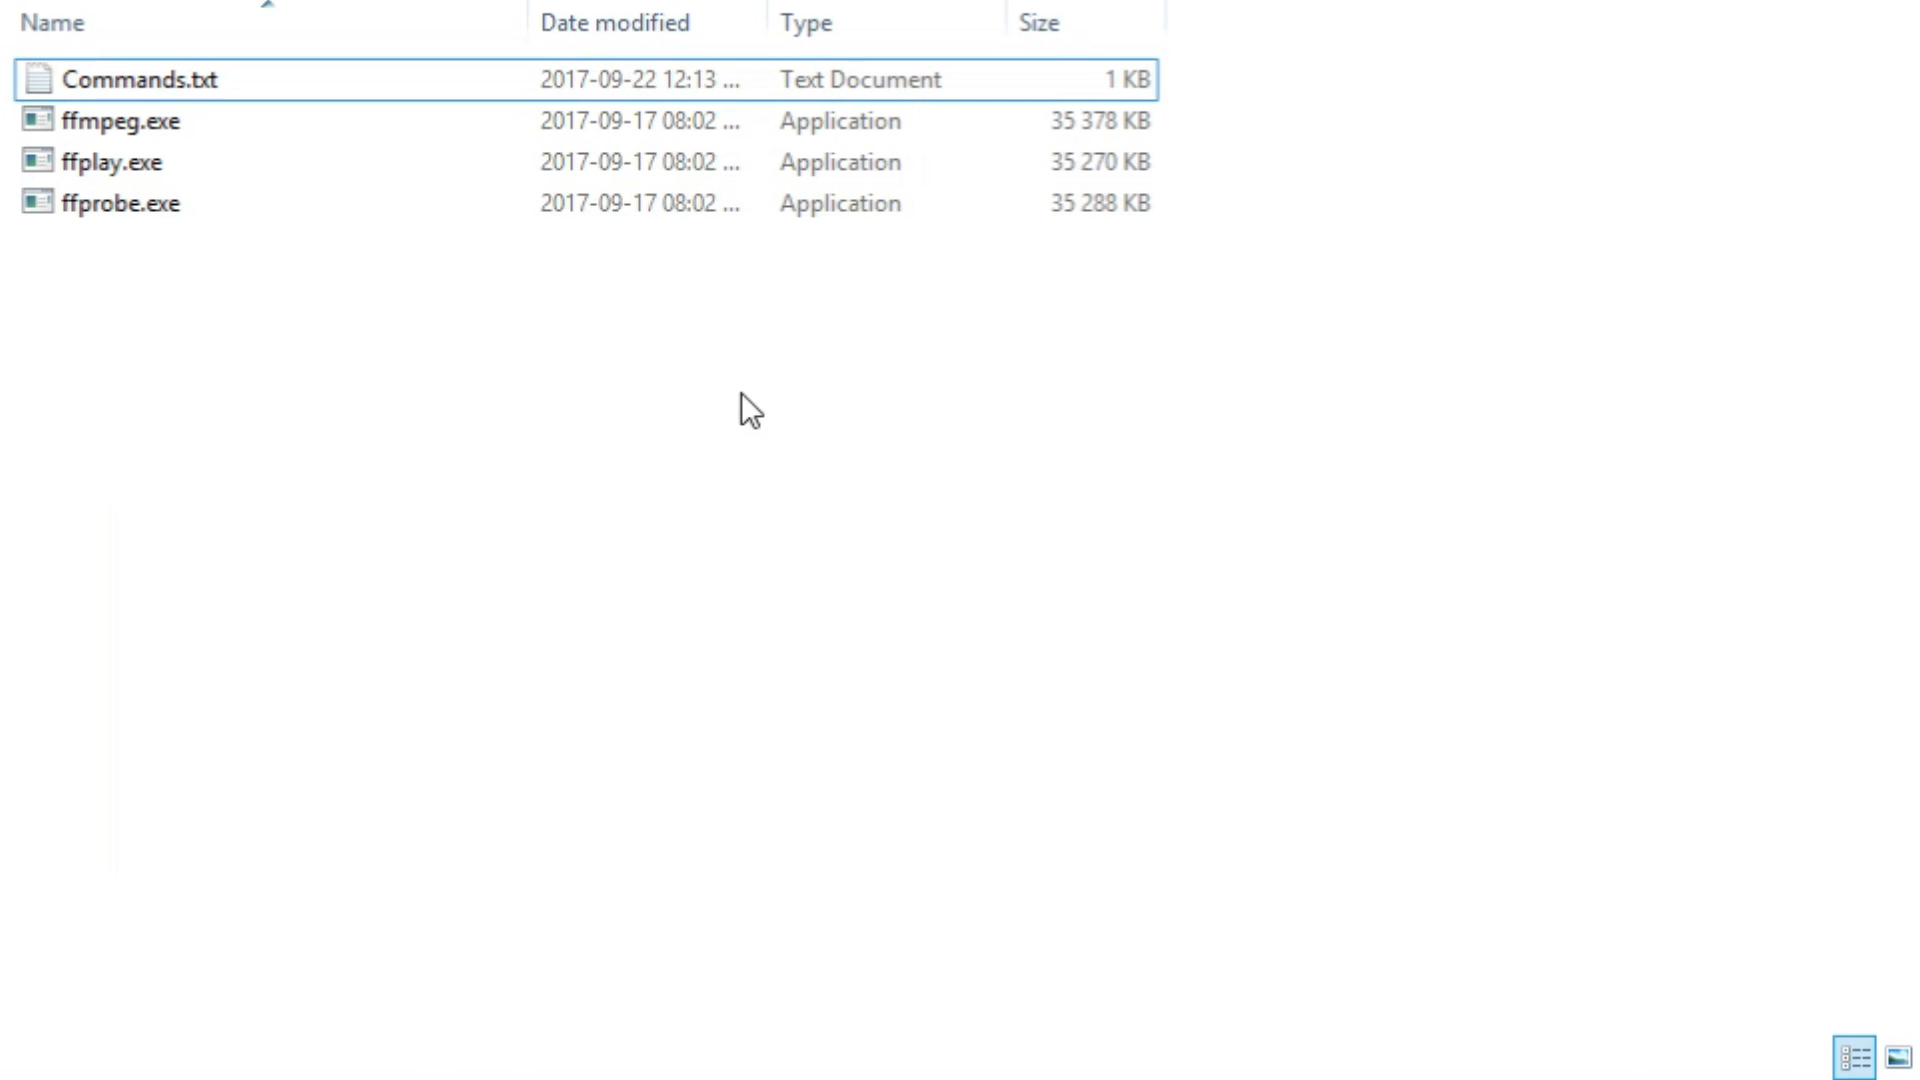 Name Date modified Type Size
Commands.txt 2017-09-22 12:13 ... Text Document 1 KB
ffmpeg.exe 2017-09-17 08:02 ... Application 35 378 KB
ffplay.exe 2017-09-17 08:02 ... Application 35 270 KB
ffprobe.exe 2017-09-17 08:02 ... Application 35 288 KB